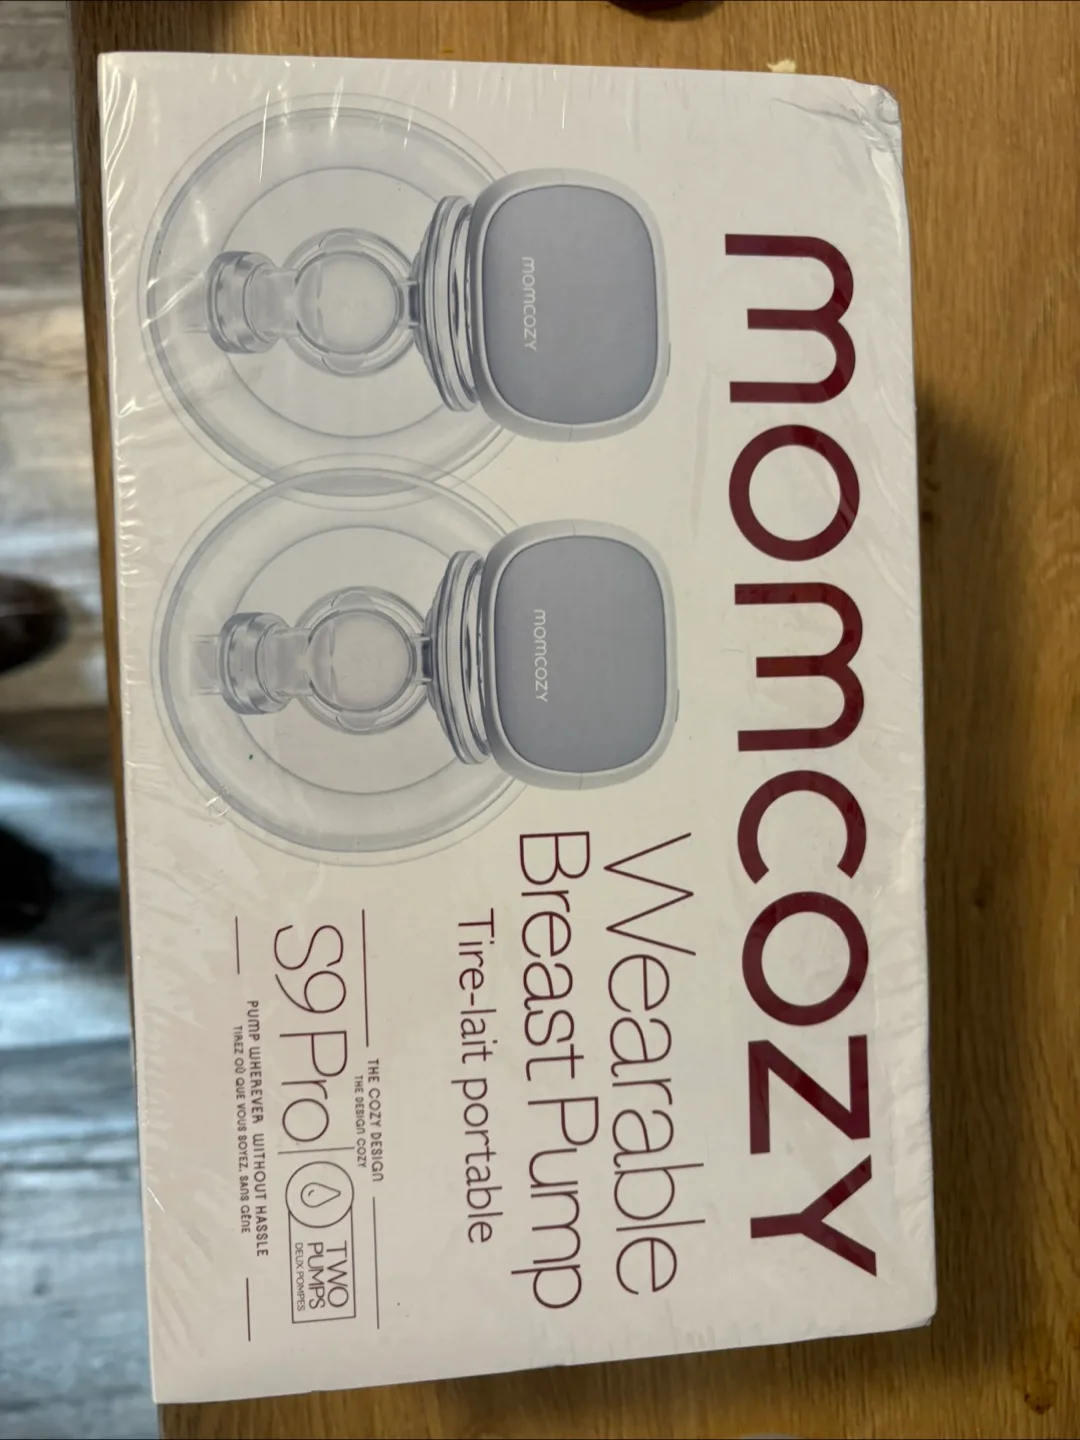 momcozy
momcozy
momcozy
Wearable
Breast Pump
Tire-lait portable
THE COZY DESIGN
THE DESIGN COZY
S9 Pro
TWO
PUMPS
DEUX POMPES
PUMP WHEREVER WITHOUT HASSLE
TIREZ OÙ QUE VOUS SOYEZ, SANS GÊNE